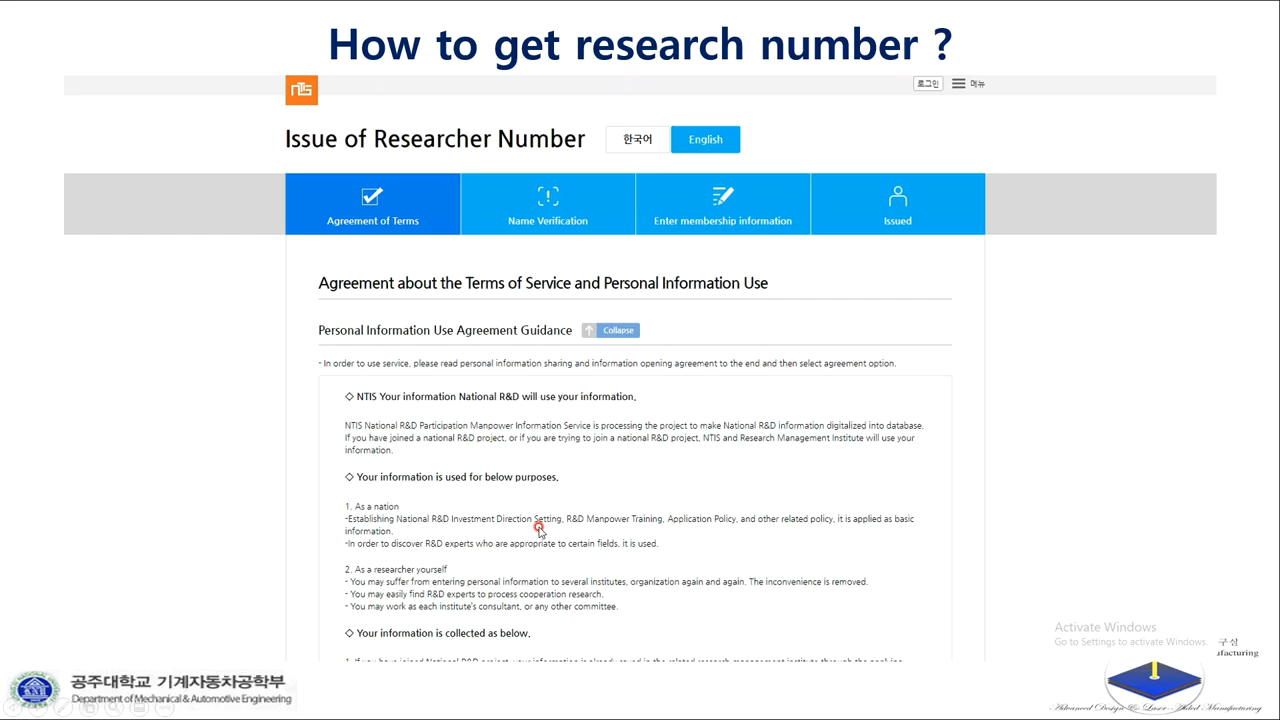 How to get research number ?
NTIS
로그인 메뉴
Issue of Researcher Number 한국어 English
Agreement of Terms Name Verification Enter membership information Issued
Agreement about the Terms of Service and Personal Information Use
Personal Information Use Agreement Guidance Collapse
- In order to use service, please read personal information sharing and information opening agreement to the end and then select agreement option.
◇ NTIS Your information National R&D will use your information.
NTIS National R&D Participation Manpower Information Service is processing the project to make National R&D information digitalized into database.
If you have joined a national R&D project, or if you are trying to join a national R&D project, NTIS and Research Management Institute will use your
information.
◇ Your information is used for below purposes.
1. As a nation
-Establishing National R&D Investment Direction Setting, R&D Manpower Training, Application Policy, and other related policy, it is applied as basic
information.
-In order to discover R&D experts who are appropriate to certain fields, it is used.
2. As a researcher yourself
- You may suffer from entering personal information to several institutes, organization again and again. The inconvenience is removed.
- You may easily find R&D experts to process cooperation research.
- You may work as each institute's consultant, or any other committee.
◇ Your information is collected as below.
Activate Windows
Go to Settings to activate Windows.
구실
ufacturing
공주대학교 기계자동차공학부
Department of Mechanical & Automotive Engineering
Advanced Design & Laser-Aided Manufacturing